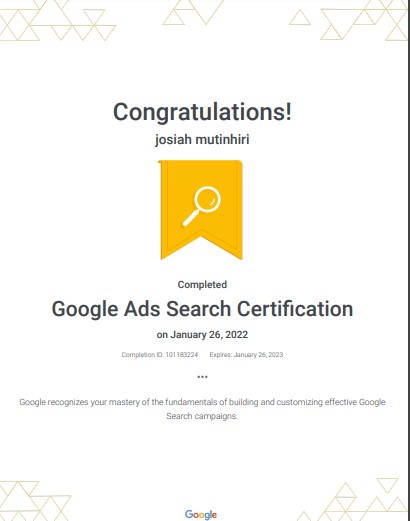 Congratulations!
josiah mutinhiri
Completed
Google Ads Search Certification
on January 26, 2022
Completion ID: 101183224 Expires: January 26, 2023
•••
Google recognizes your mastery of the fundamentals of building and customizing effective Google
Search campaigns.
Google